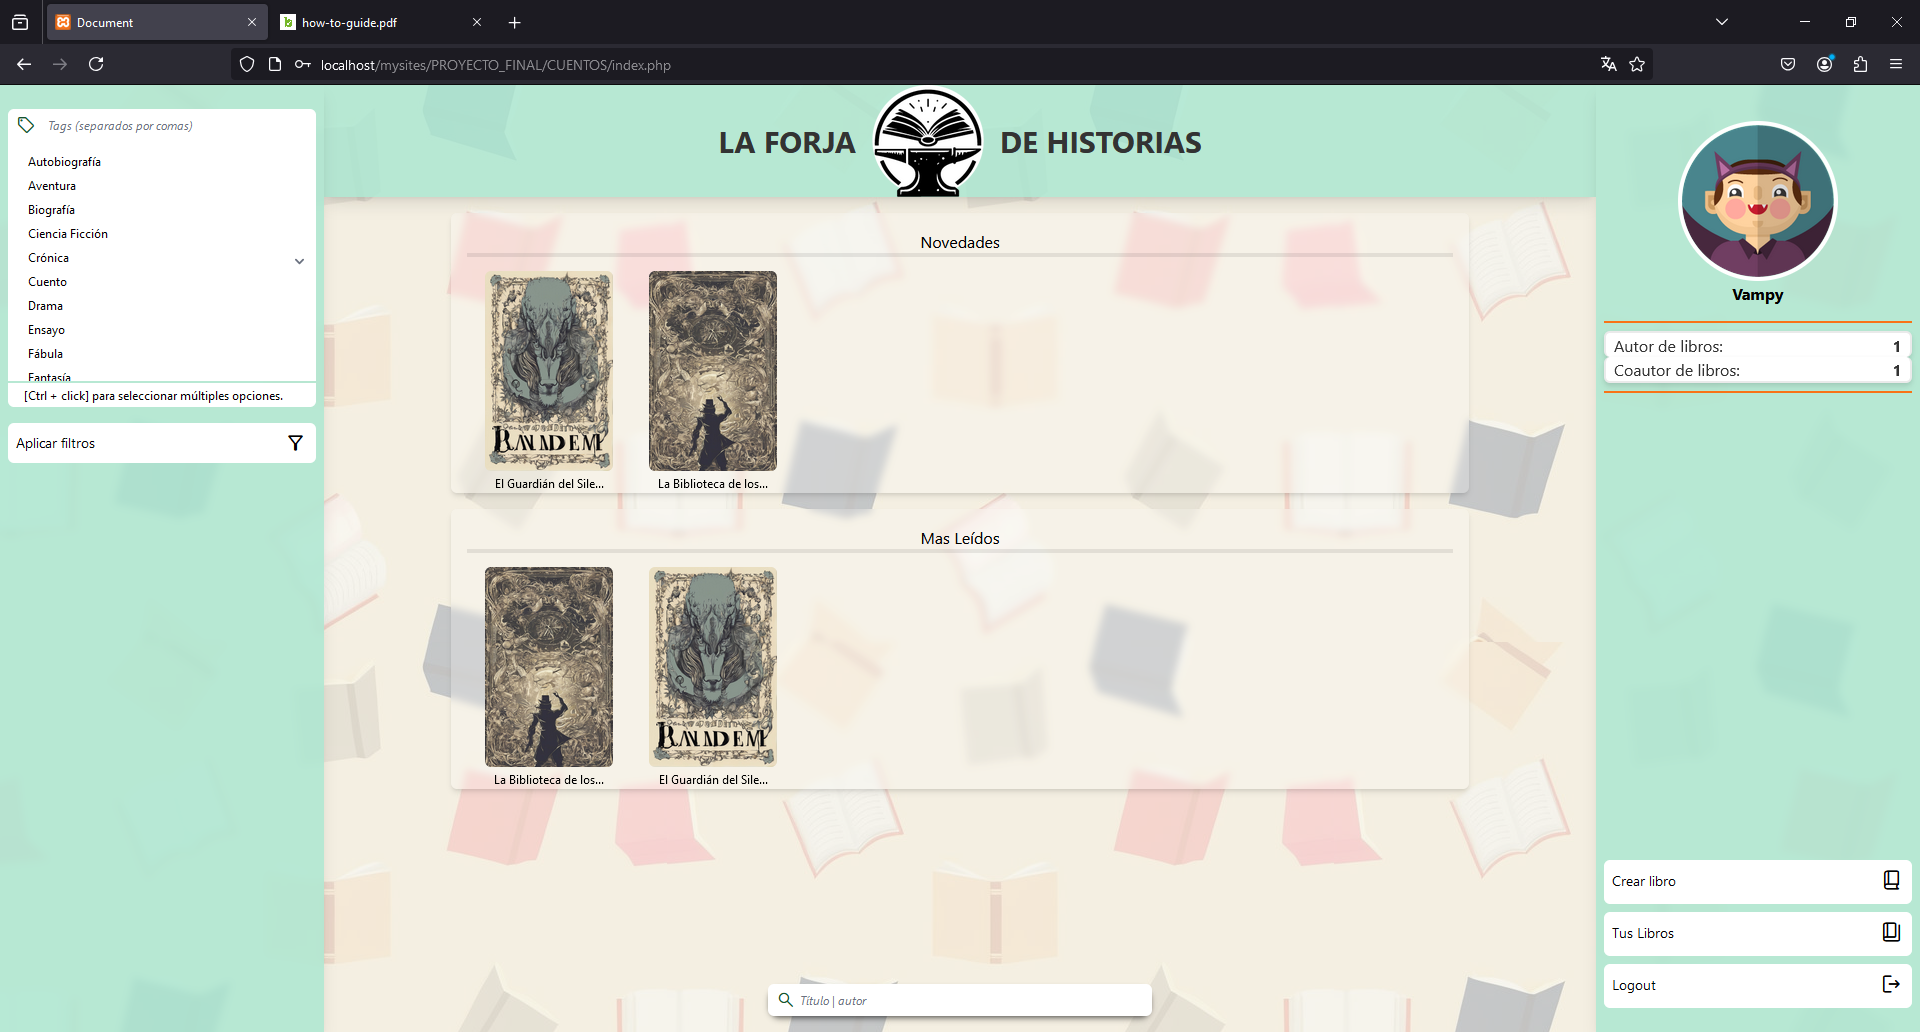 Document
how-to-guide.pdf
localhost/mysites/PROYECTO_FINAL/CUENTOS/index.php
Tags (separados por comas)
Autobiografía
Aventura
Biografía
Ciencia Ficción
Crónica
Cuento
Drama
Ensayo
Fábula
Fantasía
[Ctrl + click] para seleccionar múltiples opciones.
Aplicar filtros
LA FORJA DE HISTORIAS
Novedades
El Guardián del Sile...
La Biblioteca de los...
Mas Leídos
La Biblioteca de los...
El Guardián del Sile...
Título | autor
Vampy
Autor de libros: 1
Coautor de libros: 1
Crear libro
Tus Libros
Logout